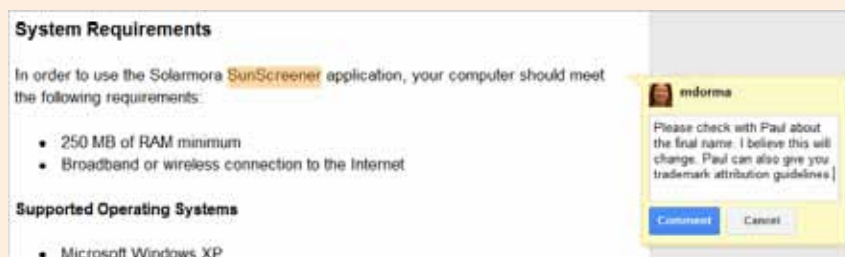 System Requirements
In order to use the Solarmora SunScreener application, your computer should meet
the following requirements:
• 250 MB of RAM minimum
• Broadband or wireless connection to the Internet
Supported Operating Systems
• Microsoft Windows XP
mdorma
Please check with Paul about
the final name. I believe this will
change. Paul can also give you
trademark attribution guidelines.
Comment Cancel